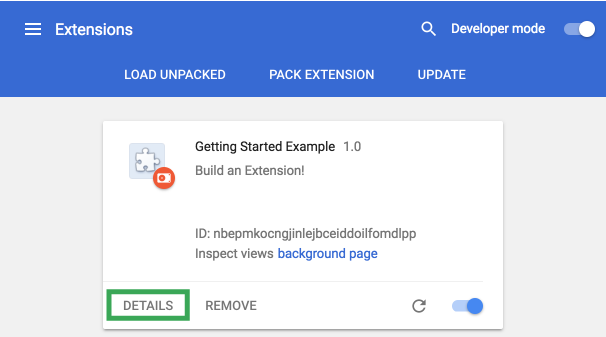 Extensions
Developer mode
LOAD UNPACKED PACK EXTENSION UPDATE
Getting Started Example 1.0
Build an Extension!
ID: nbepmkocngjinlejbceiddoilfomdlpp
Inspect views background page
DETAILS REMOVE